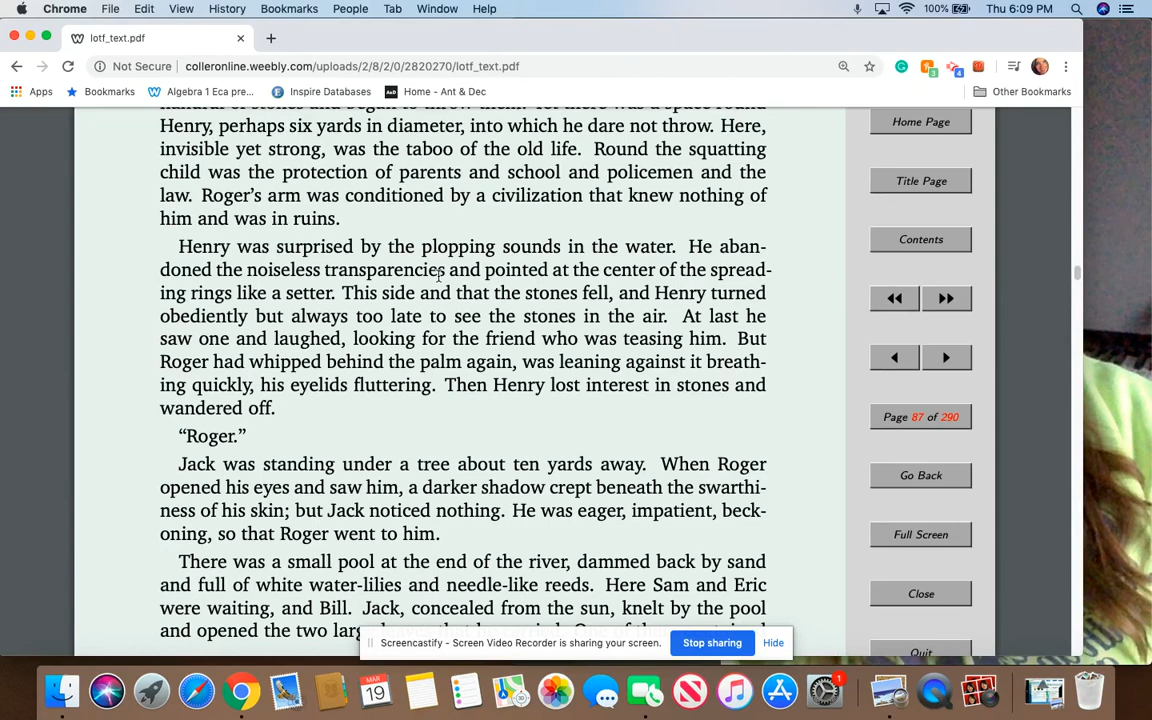 Chrome File Edit View History Bookmarks People Tab Window Help 100% Thu 6:09 PM
lotf_text.pdf
Not Secure colleronline.weebly.com/uploads/2/8/2/0/2820270/lotf_text.pdf
Apps Bookmarks Algebra 1 Eca pre... Inspire Databases Home - Ant & Dec Other Bookmarks
Henry, perhaps six yards in diameter, into which he dare not throw. Here,
invisible yet strong, was the taboo of the old life. Round the squatting
child was the protection of parents and school and policemen and the
law. Roger's arm was conditioned by a civilization that knew nothing of
him and was in ruins.
Henry was surprised by the plopping sounds in the water. He aban-
doned the noiseless transparencies and pointed at the center of the spread-
ing rings like a setter. This side and that the stones fell, and Henry turned
obediently but always too late to see the stones in the air. At last he
saw one and laughed, looking for the friend who was teasing him. But
Roger had whipped behind the palm again, was leaning against it breath-
ing quickly, his eyelids fluttering. Then Henry lost interest in stones and
wandered off.
“Roger.”
Jack was standing under a tree about ten yards away. When Roger
opened his eyes and saw him, a darker shadow crept beneath the swarthi-
ness of his skin; but Jack noticed nothing. He was eager, impatient, beck-
oning, so that Roger went to him.
There was a small pool at the end of the river, dammed back by sand
and full of white water-lilies and needle-like reeds. Here Sam and Eric
were waiting, and Bill. Jack, concealed from the sun, knelt by the pool
and opened the two
Home Page
Title Page
Contents
Page 87 of 290
Go Back
Full Screen
Close
Quit
Screencastify - Screen Video Recorder is sharing your screen. Stop sharing Hide
MAR
19
1